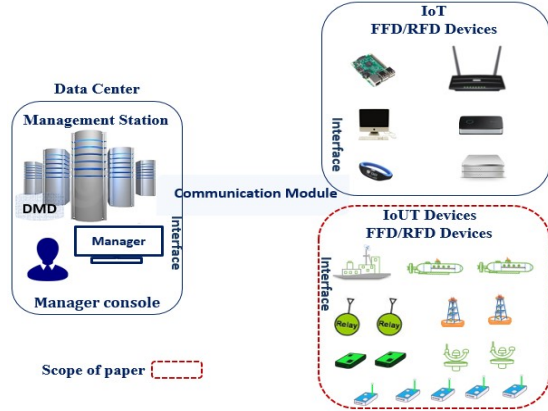 IoT
FFD/RFD Devices
Interface
Data Center
Management Station
DMD
Manager
Interface
Manager console
Communication Module
IoUT Devices
FFD/RFD Devices
Interface
Relay
Relay
Scope of paper